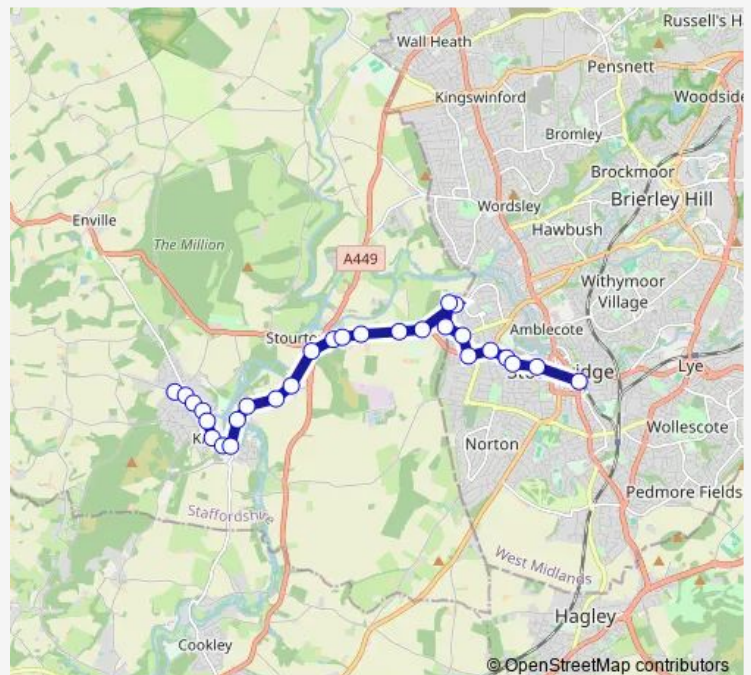 Russell's H
Wall Heath
Pensnett
Kingswinford
Woodside
Bromley
Brockmoor
Brierley Hill
Wordsley
Enville
Hawbush
The Million
A449
Withymoor
Village
Amblecote
Stourto
Lye
Wollescote
Norton
Pedmore Fields
Staffordshire
West Midlands
Hagley
Cookley
© OpenStreetMap contributors